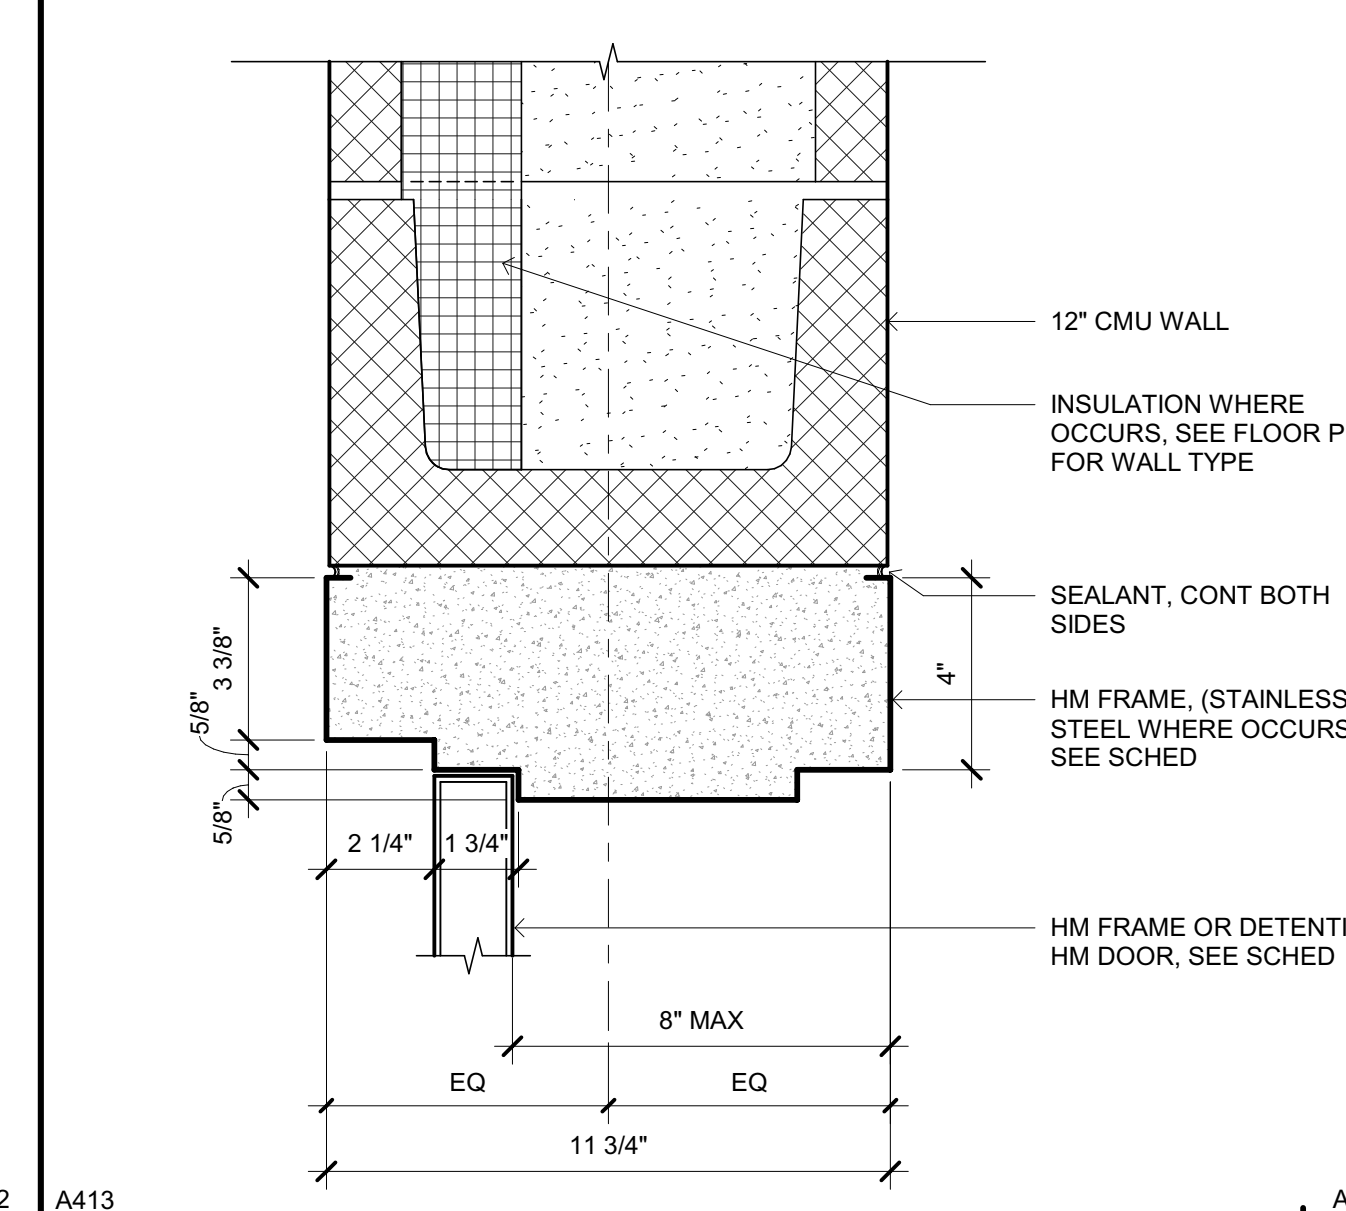 12" CMU WALL
INSULATION WHERE
OCCURS, SEE FLOOR P
FOR WALL TYPE
SEALANT, CONT BOTH
SIDES
HM FRAME, (STAINLESS
STEEL WHERE OCCURS
SEE SCHED
HM FRAME OR DETENTI
HM DOOR, SEE SCHED
3 3/8"
5/8"
5/8"
4"
2 1/4"
1 3/4"
8" MAX
EQ
EQ
11 3/4"
2
A413
A